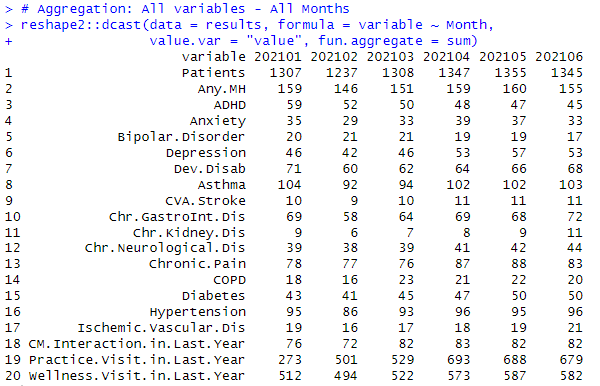 > # Aggregation: All variables - All Months
> reshape2::dcast(data = results, formula = variable ~ Month,
+ value.var = "value", fun.aggregate = sum)
variable 202101 202102 202103 202104 202105 202106
1 Patients 1307 1237 1308 1347 1355 1345
2 Any.MH 159 146 151 159 160 155
3 ADHD 59 52 50 48 47 45
4 Anxiety 35 29 33 39 37 33
5 Bipolar.Disorder 20 21 21 19 19 17
6 Depression 46 42 46 53 57 53
7 Dev.Disab 71 60 62 64 66 68
8 Asthma 104 92 94 102 102 103
9 CVA.Stroke 10 9 10 11 11 11
10 Chr.GastroInt.Dis 69 58 64 69 68 72
11 Chr.Kidney.Dis 9 6 7 8 9 11
12 Chr.Neurological.Dis 39 38 39 41 42 44
13 Chronic.Pain 78 77 76 87 88 83
14 COPD 18 16 23 21 22 20
15 Diabetes 43 41 45 47 50 50
16 Hypertension 95 86 93 96 95 96
17 Ischemic.Vascular.Dis 19 16 17 18 19 21
18 CM.Interaction.in.Last.Year 76 72 82 83 82 82
19 Practice.Visit.in.Last.Year 273 501 529 693 688 679
20 Wellness.Visit.in.Last.Year 512 494 522 573 587 582